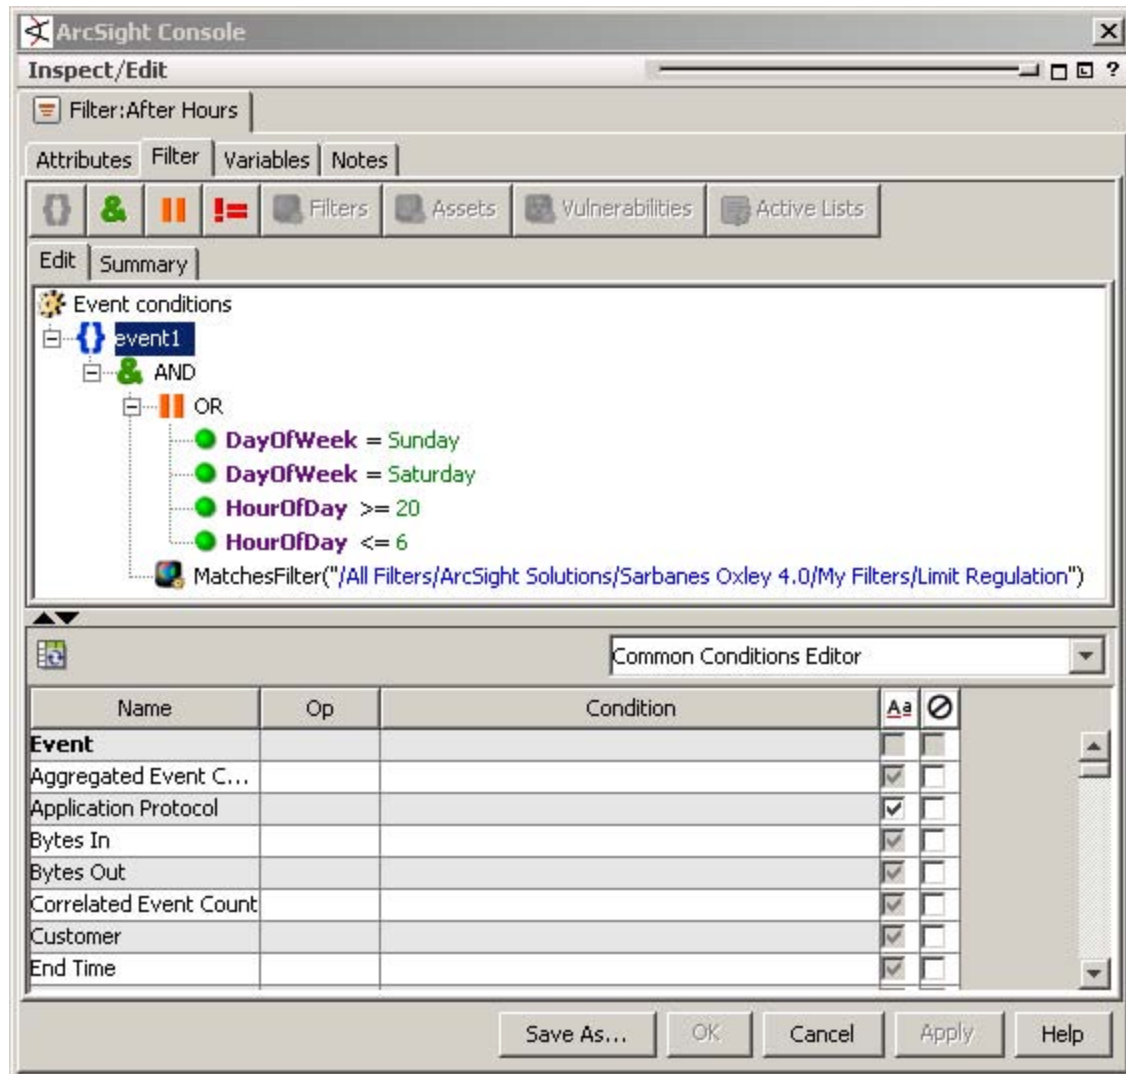 ArcSight Console
Inspect/Edit ?
Filter:After Hours
Attributes Filter Variables Notes
{} & || != Filters Assets Vulnerabilities Active Lists
Edit Summary
Event conditions
{} event1
& AND
|| OR
DayOfWeek = Sunday
DayOfWeek = Saturday
HourOfDay >= 20
HourOfDay <= 6
MatchesFilter("/All Filters/ArcSight Solutions/Sarbanes Oxley 4.0/My Filters/Limit Regulation")
Common Conditions Editor
Name Op Condition Aa
Event
Aggregated Event C...
Application Protocol
Bytes In
Bytes Out
Correlated Event Count
Customer
End Time
Save As... OK Cancel Apply Help